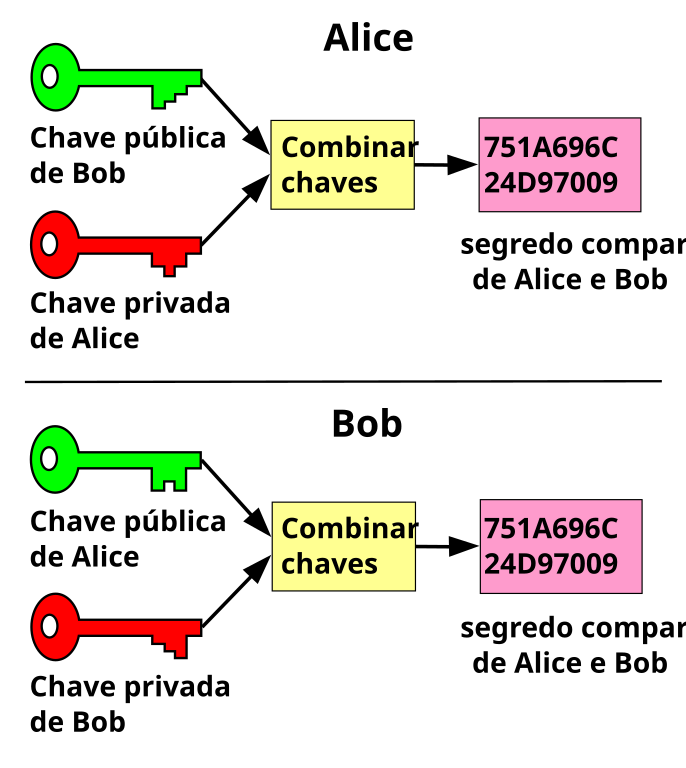 Alice
Chave pública
de Bob
Combinar
chaves
751A696C
24D97009
segredo compar
de Alice e Bob
Chave privada
de Alice
Bob
Chave pública
de Alice
Combinar
chaves
751A696C
24D97009
segredo compar
de Alice e Bob
Chave privada
de Bob